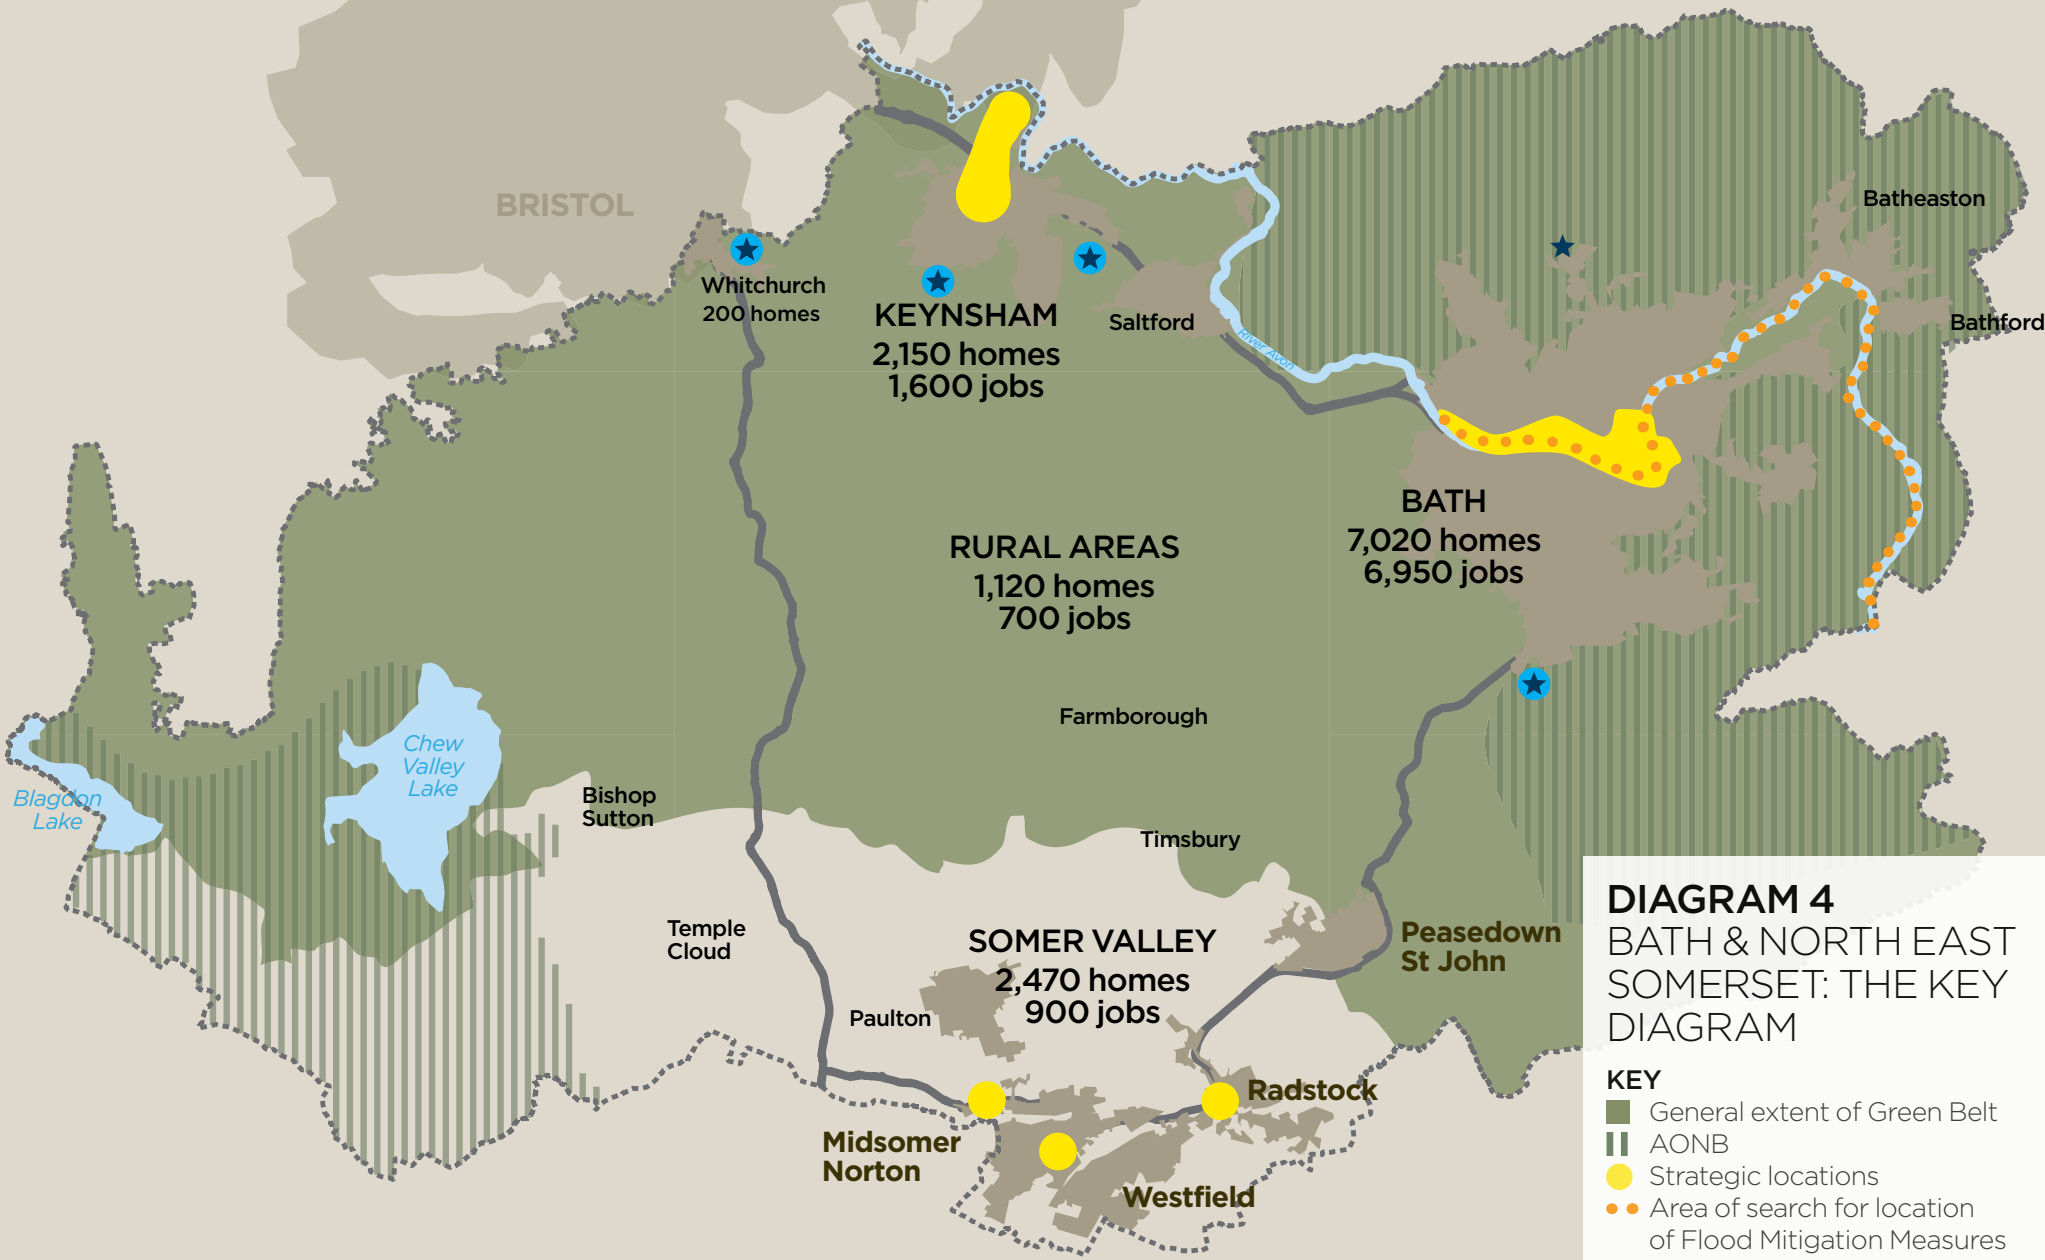 BRISTOL
Batheaston
Whitchurch
200 homes
KEYNSHAM
2,150 homes
1,600 jobs
Saltford
River Avon
Bathford
BATH
7,020 homes
6,950 jobs
RURAL AREAS
1,120 homes
700 jobs
Farmborough
Chew
Valley
Lake
Blagdon
Lake
Bishop
Sutton
Timsbury
Temple
Cloud
SOMER VALLEY
2,470 homes
900 jobs
Peasedown
St John
Paulton
Radstock
Midsomer
Norton
Westfield
DIAGRAM 4
BATH & NORTH EAST
SOMERSET: THE KEY
DIAGRAM
KEY
General extent of Green Belt
AONB
Strategic locations
Area of search for location
of Flood Mitigation Measures